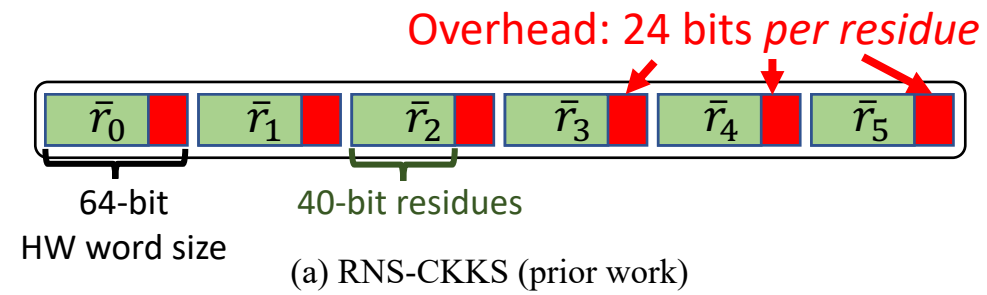 Overhead: 24 bits per residue
r̄₀ r̄₁ r̄₂ r̄₃ r̄₄ r̄₅
64-bit 40-bit residues
HW word size
(a) RNS-CKKS (prior work)